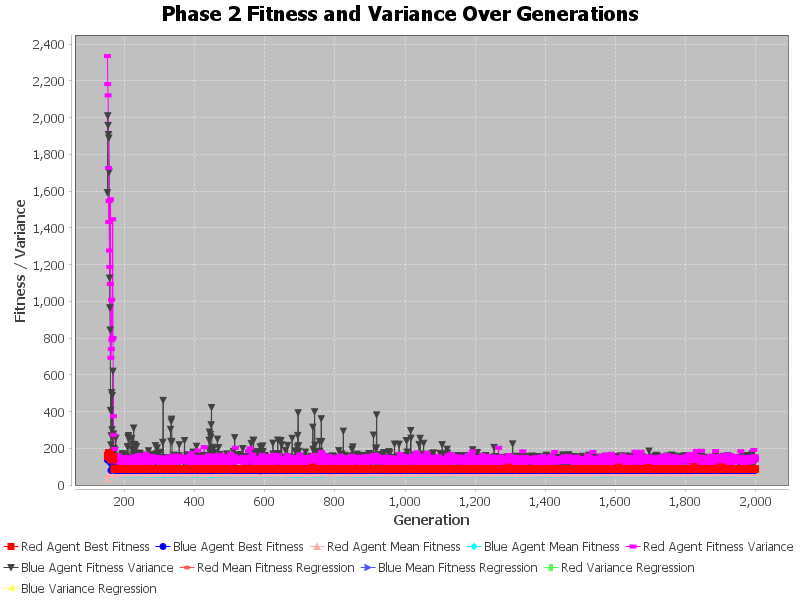 Phase 2 Fitness and Variance Over Generations
2,400
2,200
2,000
1,800
1,600
1,400
1,200
1,000
800
600
400
200
0
Fitness / Variance
200 400 600 800 1,000 1,200 1,400 1,600 1,800 2,000
Generation
Red Agent Best Fitness Blue Agent Best Fitness Red Agent Mean Fitness Blue Agent Mean Fitness Red Agent Fitness Variance
Blue Agent Fitness Variance Red Mean Fitness Regression Blue Mean Fitness Regression Red Variance Regression
Blue Variance Regression